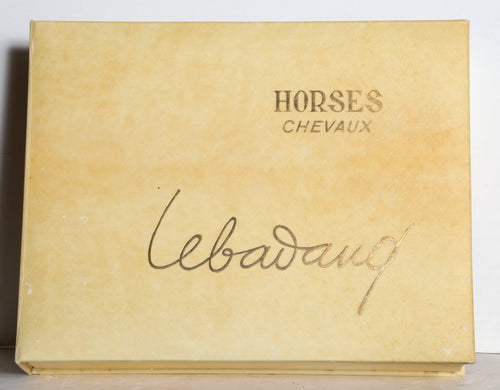 HORSES
CHEVAUX
Lebadang